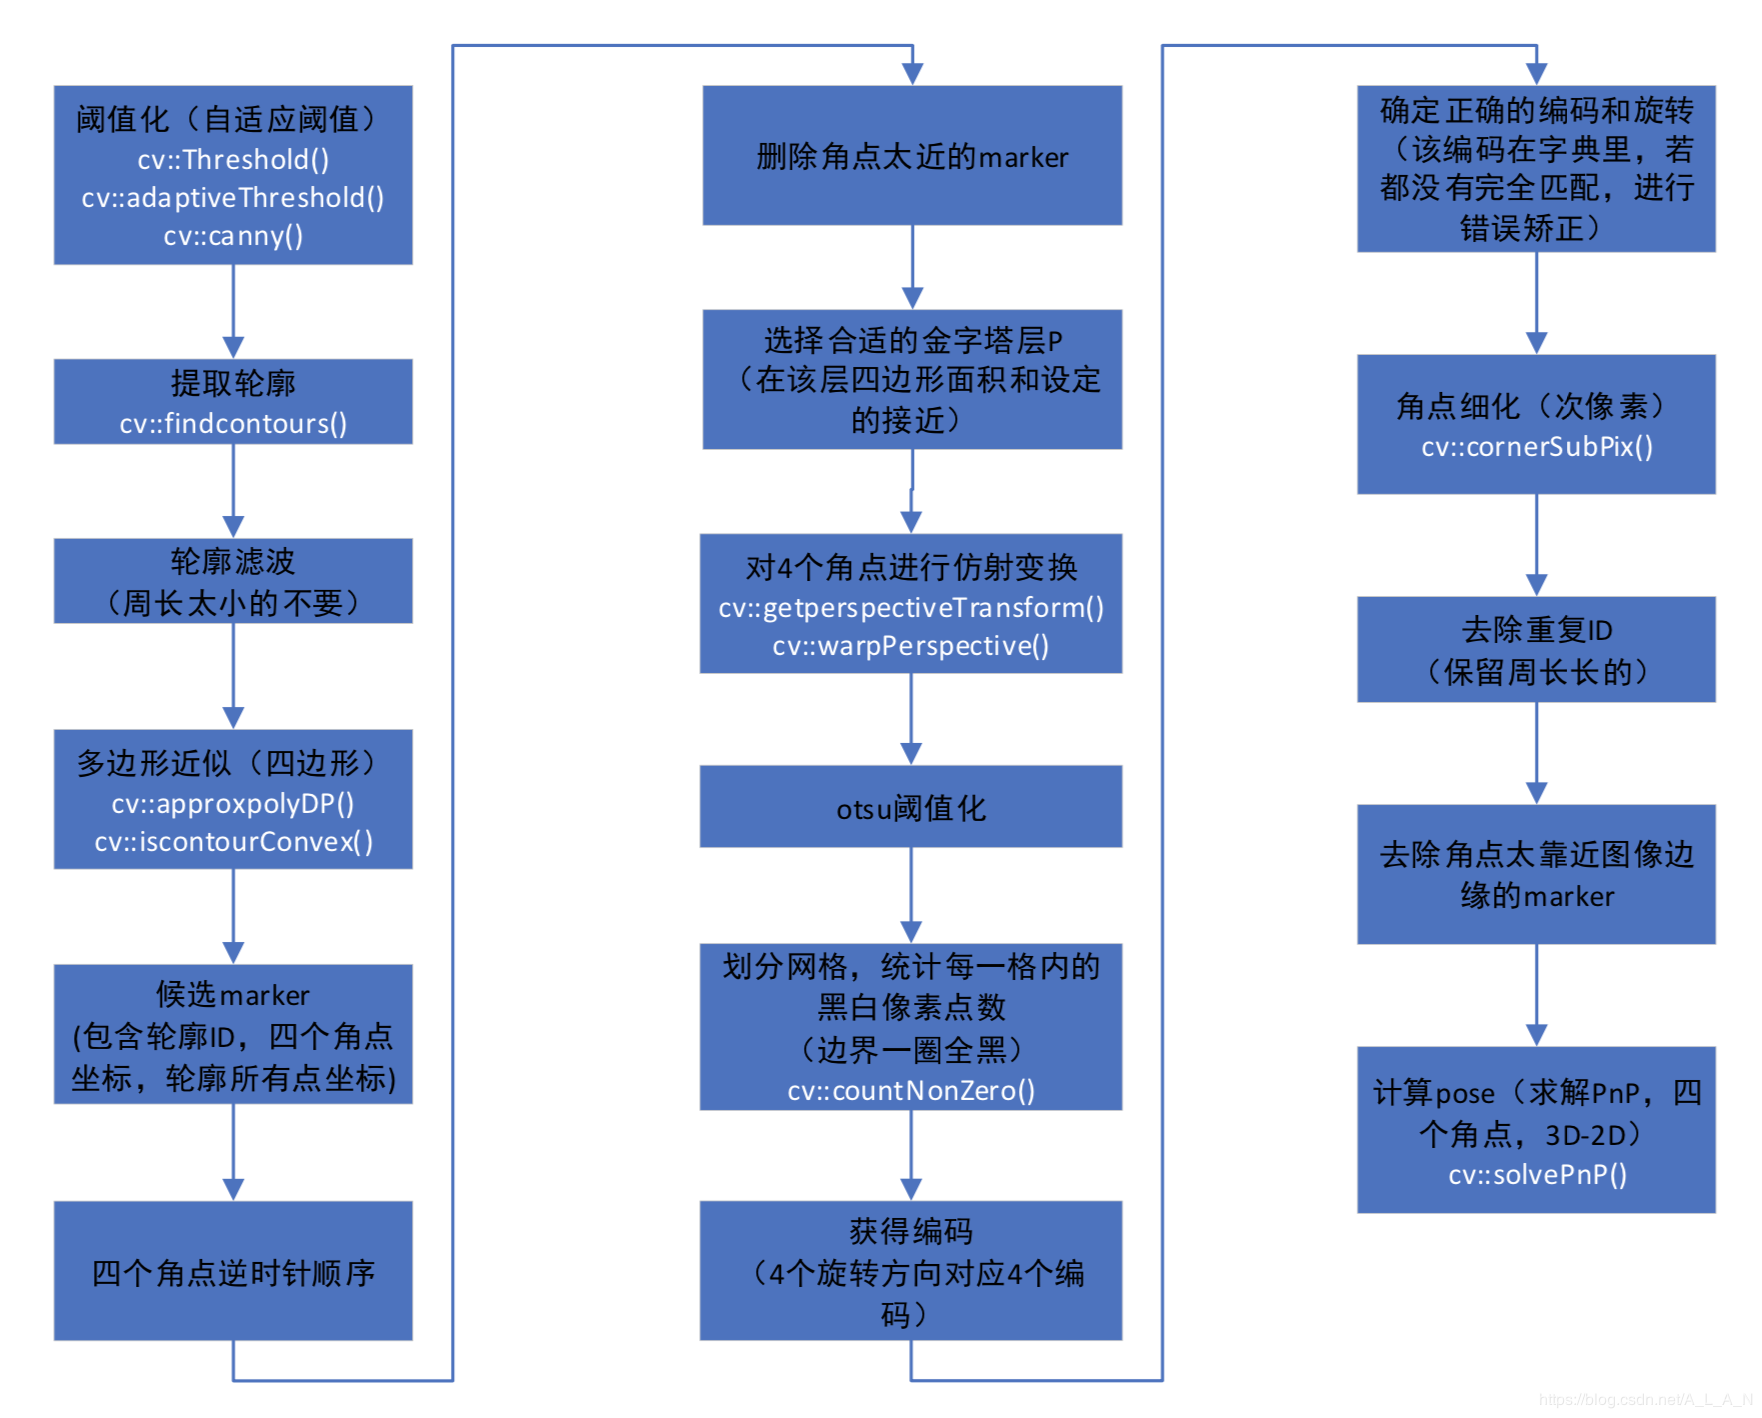 阈值化（自适应阈值）
cv::Threshold()
cv::adaptiveThreshold()
cv::canny()
提取轮廓
cv::findcontours()
轮廓滤波
（周长太小的不要）
多边形近似（四边形）
cv::approxpolyDP()
cv::iscontourConvex()
候选marker
(包含轮廓ID，四个角点
坐标，轮廓所有点坐标)
四个角点逆时针顺序
删除角点太近的marker
选择合适的金字塔层P
（在该层四边形面积和设定
的接近）
对4个角点进行仿射变换
cv::getperspectiveTransform()
cv::warpPerspective()
otsu阈值化
划分网格，统计每一格内的
黑白像素点数
（边界一圈全黑）
cv::countNonZero()
获得编码
（4个旋转方向对应4个编
码）
确定正确的编码和旋转
（该编码在字典里，若
都没有完全匹配，进行
错误矫正）
角点细化（次像素）
cv::cornerSubPix()
去除重复ID
（保留周长长的）
去除角点太靠近图像边
缘的marker
计算pose（求解PnP，四
个角点，3D-2D）
cv::solvePnP()
https://blog.csdn.net/A_L_A_N